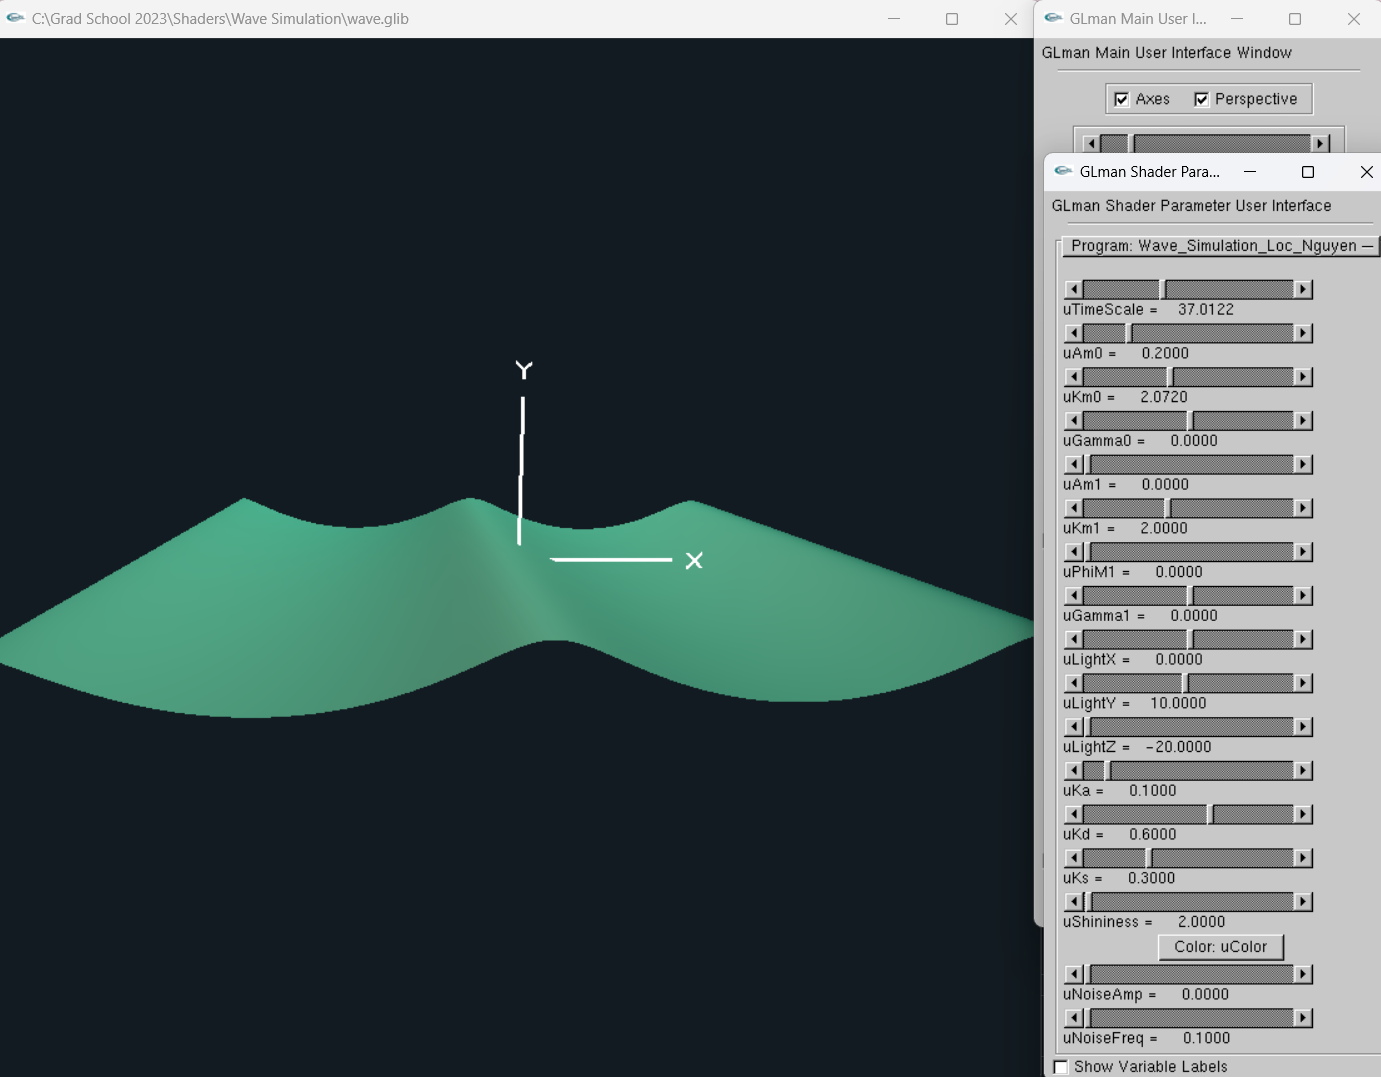 C:\Grad School 2023\Shaders\Wave Simulation\wave.glib
GLman Main User I...
GLman Main User Interface Window
Axes Perspective
GLman Shader Para...
GLman Shader Parameter User Interface
Program: Wave_Simulation_Loc_Nguyen
uTimeScale = 37.0122
uAm0 = 0.2000
uKm0 = 2.0720
uGamma0 = 0.0000
uAm1 = 0.0000
uKm1 = 2.0000
uPhiM1 = 0.0000
uGamma1 = 0.0000
uLightX = 0.0000
uLightY = 10.0000
uLightZ = -20.0000
uKa = 0.1000
uKd = 0.6000
uKs = 0.3000
uShininess = 2.0000
Color: uColor
uNoiseAmp = 0.0000
uNoiseFreq = 0.1000
Show Variable Labels
Y
X